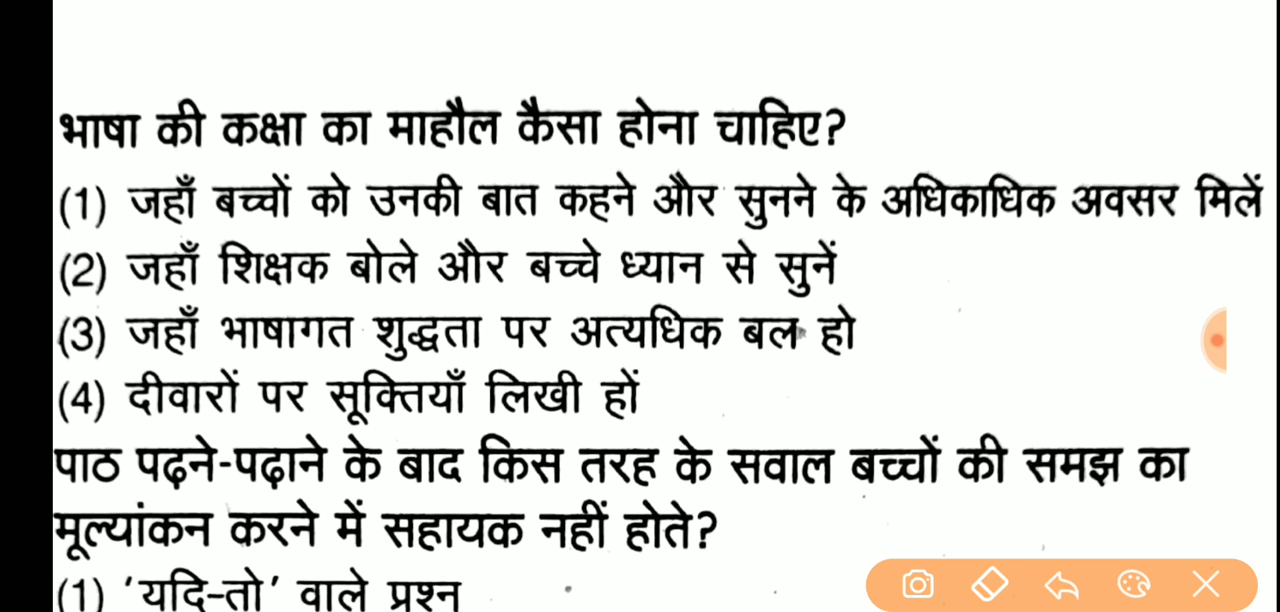 भाषा की कक्षा का माहौल कैसा होना चाहिए?
(1) जहाँ बच्चों को उनकी बात कहने और सुनने के अधिकाधिक अवसर मिलें
(2) जहाँ शिक्षक बोले और बच्चे ध्यान से सुनें
(3) जहाँ भाषागत शुद्धता पर अत्यधिक बल हो
(4) दीवारों पर सूक्तियाँ लिखी हों
पाठ पढ़ने-पढ़ाने के बाद किस तरह के सवाल बच्चों की समझ का
मूल्यांकन करने में सहायक नहीं होते?
(1) 'यदि-तो' वाले प्रश्न